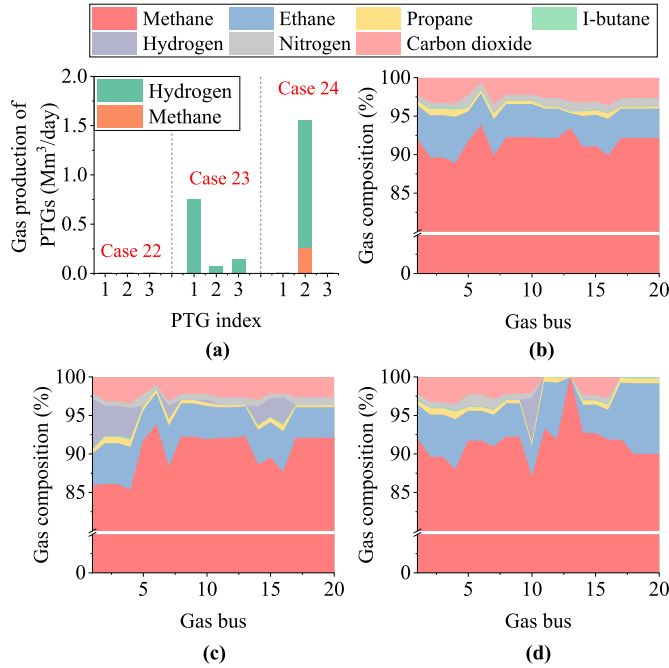 Methane Ethane Propane I-butane
Hydrogen Nitrogen Carbon dioxide
Gas production of
PTGs (Mm³/day)
2.0
1.5
1.0
0.5
0.0
Hydrogen
Methane
Case 22
Case 23
Case 24
1 2 3 1 2 3 1 2 3
PTG index
(a)
Gas composition (%)
100
95
90
85
0
5 10 15 20
Gas bus
(b)
Gas composition (%)
100
95
90
85
0
5 10 15 20
Gas bus
(c)
Gas composition (%)
100
95
90
85
0
5 10 15 20
Gas bus
(d)